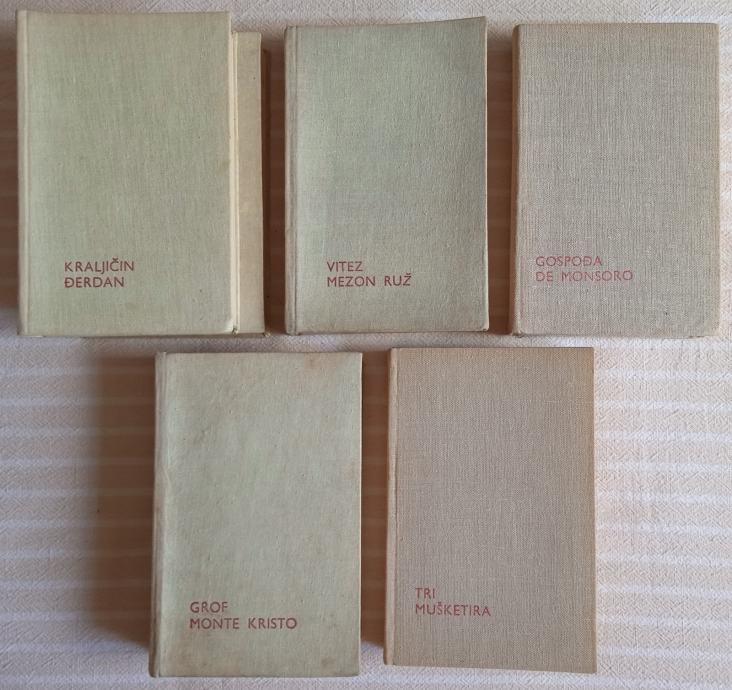 KRALJIČIN
ĐERDAN
VITEZ
MEZON RUŽ
GOSPOĐA
DE MONSORO
GROF
MONTE KRISTO
TRI
MUŠKETIRA